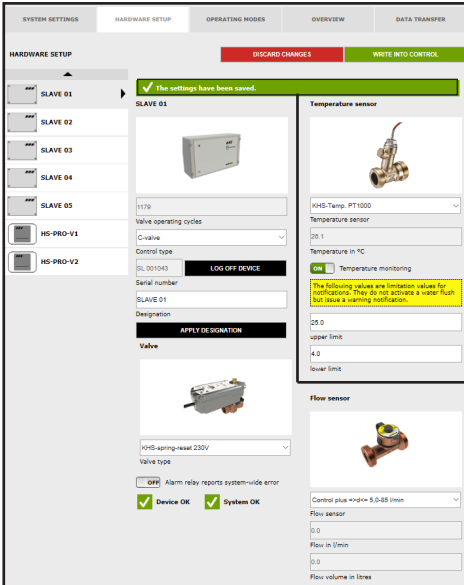 SYSTEM SETTINGS
HARDWARE SETUP
OPERATING MODES
OVERVIEW
DATA TRANSFER
HARDWARE SETUP
DISCARD CHANGES
WRITE INTO CONTROL
SLAVE 01
SLAVE 02
SLAVE 03
SLAVE 04
SLAVE 05
HS-PRO-V1
HS-PRO-V2
The settings have been saved.
SLAVE 01
1179
Valve operating cycles
C-valve
Control type
SL 001043
LOG OFF DEVICE
Serial number
SLAVE 01
Designation
APPLY DESIGNATION
Valve
KHS-spring-reset 230V
Valve type
OFF Alarm relay reports system-wide error
Device OK
System OK
Temperature sensor
KHS-Temp. PT1000
Temperature sensor
26.1
Temperature in ºC
ON Temperature monitoring
The following values are limitation values for
notifications. They do not activate a water flush
but issue a warning notification.
25.0
upper limit
4.0
lower limit
Flow sensor
Control plus =>d<= 5,0-85 l/min
Flow sensor
0.0
Flow in l/min
0.0
Flow volume in litres